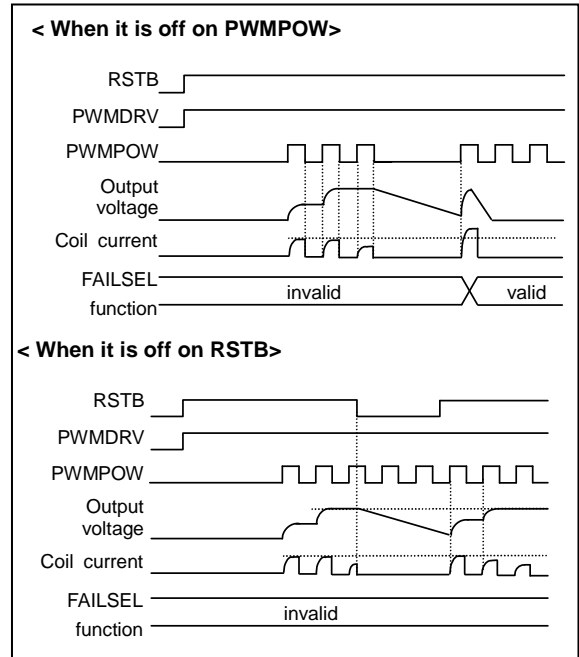 < When it is off on PWMPOW>
RSTB
PWMDRV
PWMPOW
Output
voltage
Coil current
FAILSEL
function
invalid
valid
< When it is off on RSTB>
RSTB
PWMDRV
PWMPOW
Output
voltage
Coil current
FAILSEL
function
invalid